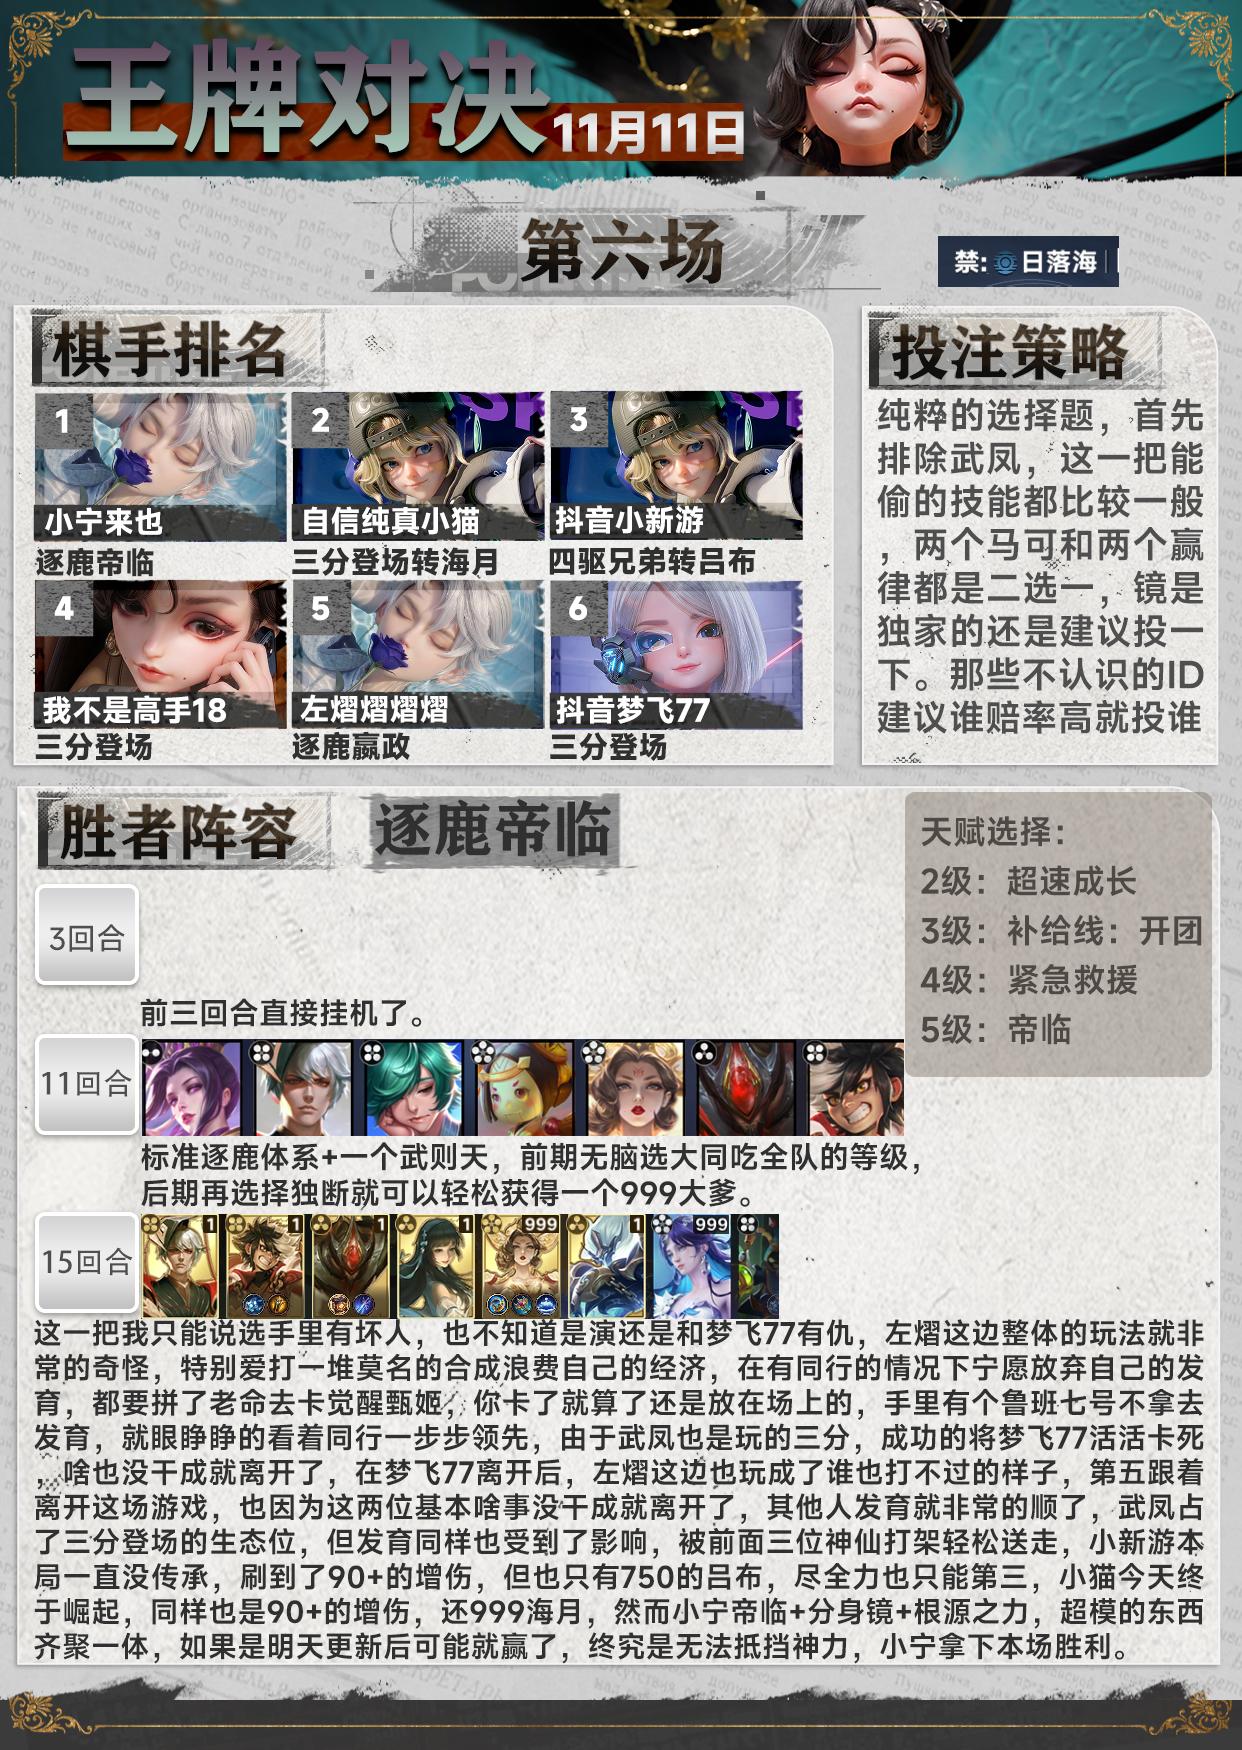 王牌对决
11月11日
第六场
禁:日落海
棋手排名
1
2
3
小宁来也
自信纯真小猫
抖音小新游
逐鹿帝临
三分登场转海月
四驱兄弟转吕布
4
5
6
我不是高手18
左熠熠熠熠
抖音梦飞77
三分登场
逐鹿嬴政
三分登场
投注策略
纯粹的选择题，首先
排除武凤，这一把能
偷的技能都比较一般
，两个马可和两个赢
律都是二选一，镜是
独家的还是建议投一
下。那些不认识的ID
建议谁赔率高就投谁
胜者阵容
逐鹿帝临
天赋选择：
2级：超速成长
3级：补给线：开团
4级：紧急救援
5级：帝临
3回合
前三回合直接挂机了。
11回合
标准逐鹿体系+一个武则天，前期无脑选大同吃全队的等级，
后期再选择独断就可以轻松获得一个999大爹。
15回合
1
1
1
1
999
1
999
这一把我只能说选手里有坏人，也不知道是演还是和梦飞77有仇，左熠这边整体的玩法就非
常的奇怪，特别爱打一堆莫名的合成浪费自己的经济，在有同行的情况下宁愿放弃自己的发
育，都要拼了老命去卡觉醒甄姬，你卡了就算了还是放在场上的，手里有个鲁班七号不拿去
发育，就眼睁睁的看着同行一步步领先，由于武凤也是玩的三分，成功的将梦飞77活活卡死
，啥也没干成就离开了，在梦飞77离开后，左熠这边也玩成了谁也打不过的样子，第五跟着
离开这场游戏，也因为这两位基本啥事没干成就离开了，其他人发育就非常的顺了，武凤占
了三分登场的生态位，但发育同样也受到了影响，被前面三位神仙打架轻松送走，小新游本
局一直没传承，刷到了90+的增伤，但也只有750的吕布，尽全力也只能第三，小猫今天终
于崛起，同样也是90+的增伤，还999海月，然而小宁帝临+分身镜+根源之力，超模的东西
齐聚一体，如果是明天更新后可能就赢了，终究是无法抵挡神力，小宁拿下本场胜利。